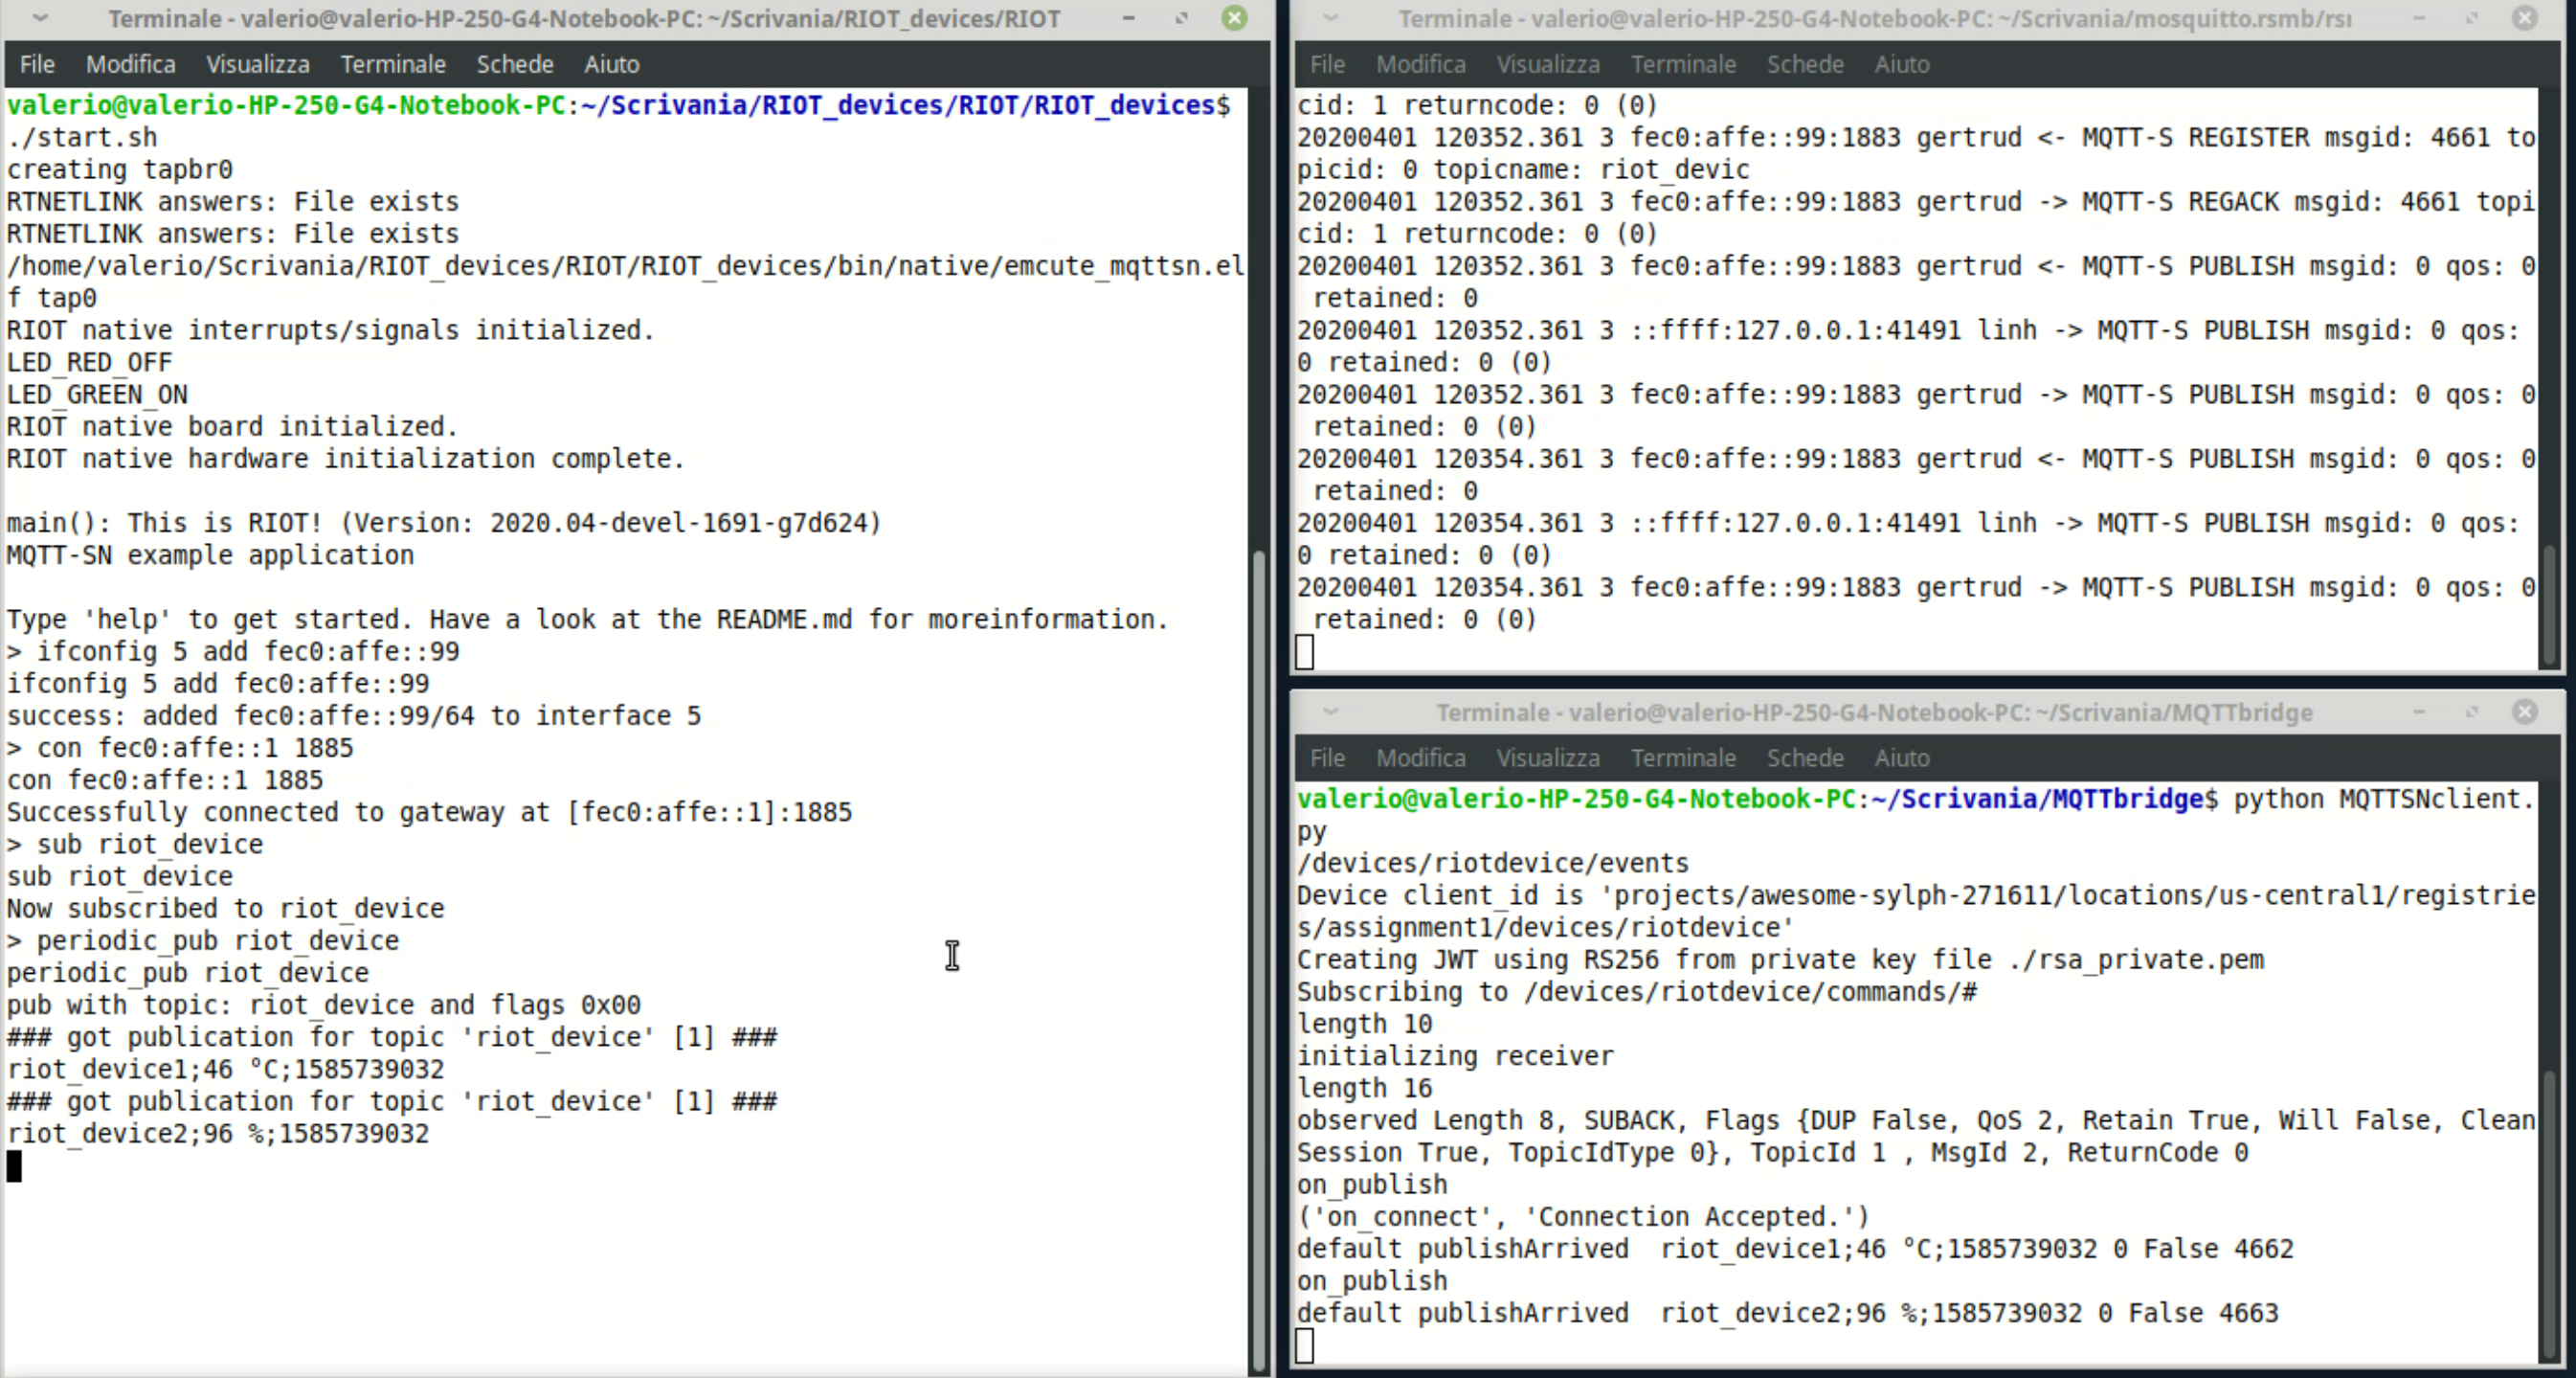 Terminale - valerio@valerio-HP-250-G4-Notebook-PC: ~/Scrivania/RIOT_devices/RIOT
File Modifica Visualizza Terminale Schede Aiuto
valerio@valerio-HP-250-G4-Notebook-PC:~/Scrivania/RIOT_devices/RIOT/RIOT_devices$
./start.sh
creating tapbr0
RTNETLINK answers: File exists
RTNETLINK answers: File exists
/home/valerio/Scrivania/RIOT_devices/RIOT/RIOT_devices/bin/native/emcute_mqttsn.el
f tap0
RIOT native interrupts/signals initialized.
LED_RED_OFF
LED_GREEN_ON
RIOT native board initialized.
RIOT native hardware initialization complete.
main(): This is RIOT! (Version: 2020.04-devel-1691-g7d624)
MQTT-SN example application
Type 'help' to get started. Have a look at the README.md for moreinformation.
> ifconfig 5 add fec0:affe::99
ifconfig 5 add fec0:affe::99
success: added fec0:affe::99/64 to interface 5
> con fec0:affe::1 1885
con fec0:affe::1 1885
Successfully connected to gateway at [fec0:affe::1]:1885
> sub riot_device
sub riot_device
Now subscribed to riot_device
> periodic_pub riot_device
periodic_pub riot_device
pub with topic: riot_device and flags 0x00
### got publication for topic 'riot_device' [1] ###
riot_device1;46 °C;1585739032
### got publication for topic 'riot_device' [1] ###
riot_device2;96 %;1585739032
Terminale - valerio@valerio-HP-250-G4-Notebook-PC: ~/Scrivania/mosquitto.rsmb/rsı
File Modifica Visualizza Terminale Schede Aiuto
cid: 1 returncode: 0 (0)
20200401 120352.361 3 fec0:affe::99:1883 gertrud <- MQTT-S REGISTER msgid: 4661 to
picid: 0 topicname: riot_devic
20200401 120352.361 3 fec0:affe::99:1883 gertrud -> MQTT-S REGACK msgid: 4661 topi
cid: 1 returncode: 0 (0)
20200401 120352.361 3 fec0:affe::99:1883 gertrud <- MQTT-S PUBLISH msgid: 0 qos: 0
retained: 0
20200401 120352.361 3 ::ffff:127.0.0.1:41491 linh -> MQTT-S PUBLISH msgid: 0 qos:
0 retained: 0 (0)
20200401 120352.361 3 fec0:affe::99:1883 gertrud -> MQTT-S PUBLISH msgid: 0 qos: 0
retained: 0 (0)
20200401 120354.361 3 fec0:affe::99:1883 gertrud <- MQTT-S PUBLISH msgid: 0 qos: 0
retained: 0
20200401 120354.361 3 ::ffff:127.0.0.1:41491 linh -> MQTT-S PUBLISH msgid: 0 qos:
0 retained: 0 (0)
20200401 120354.361 3 fec0:affe::99:1883 gertrud -> MQTT-S PUBLISH msgid: 0 qos: 0
retained: 0 (0)
Terminale - valerio@valerio-HP-250-G4-Notebook-PC: ~/Scrivania/MQTTbridge
File Modifica Visualizza Terminale Schede Aiuto
valerio@valerio-HP-250-G4-Notebook-PC:~/Scrivania/MQTTbridge$ python MQTTSNclient.
py
/devices/riotdevice/events
Device client_id is 'projects/awesome-sylph-271611/locations/us-central1/registrie
s/assignment1/devices/riotdevice'
Creating JWT using RS256 from private key file ./rsa_private.pem
Subscribing to /devices/riotdevice/commands/#
length 10
initializing receiver
length 16
observed Length 8, SUBACK, Flags {DUP False, QoS 2, Retain True, Will False, Clean
Session True, TopicIdType 0}, TopicId 1 , MsgId 2, ReturnCode 0
on_publish
('on_connect', 'Connection Accepted.')
default publishArrived  riot_device1;46 °C;1585739032 0 False 4662
on_publish
default publishArrived  riot_device2;96 %;1585739032 0 False 4663